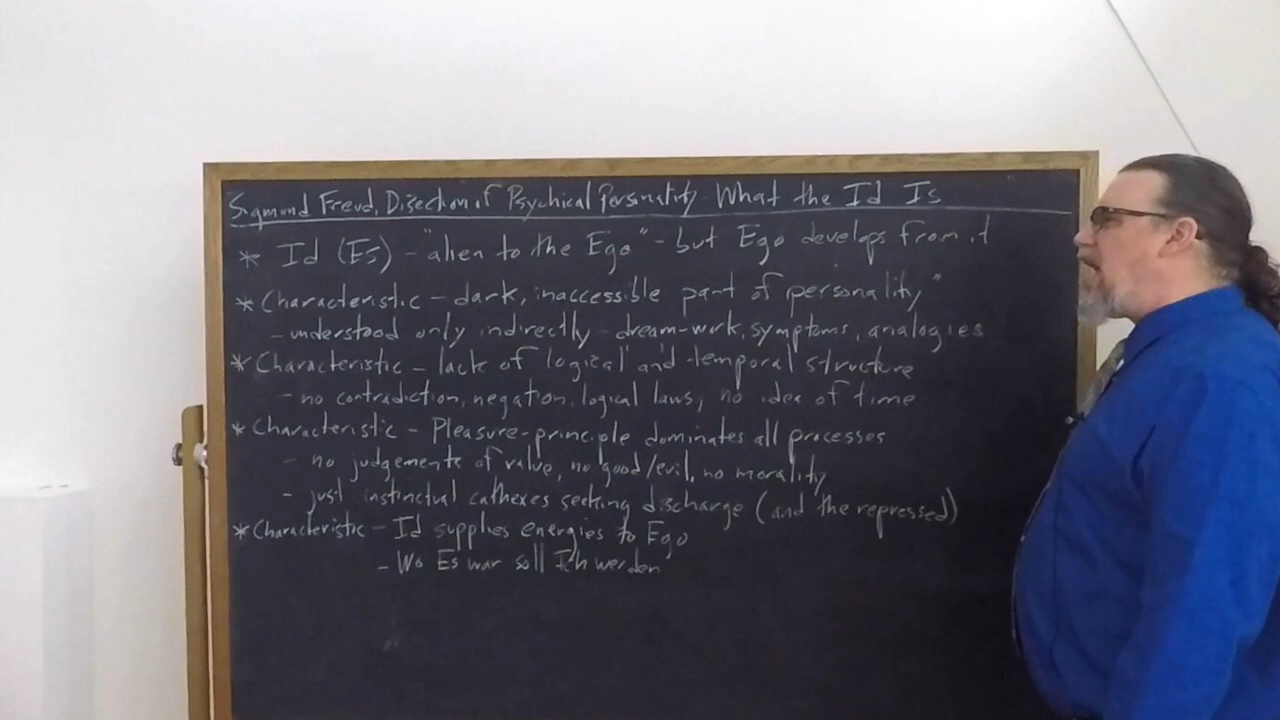 Sigmund Freud, Disection of Psychical Personality - What the Id Is
* Id (Es) - "alien to the Ego" - but Ego develops from it
* Characteristic - dark, inaccessible part of personality"
- understood only indirectly - dream-work, symptoms, analogies
* Characteristic - lack of logical and temporal structure
- no contradiction, negation, logical laws, no idea of time
* Characteristic - Pleasure-principle dominates all processes
- no judgements of value, no good/evil, no morality
- just instinctual cathexes seeking discharge (and the repressed)
* Characteristic - Id supplies energies to Ego
- Wo Es war soll Ich werden